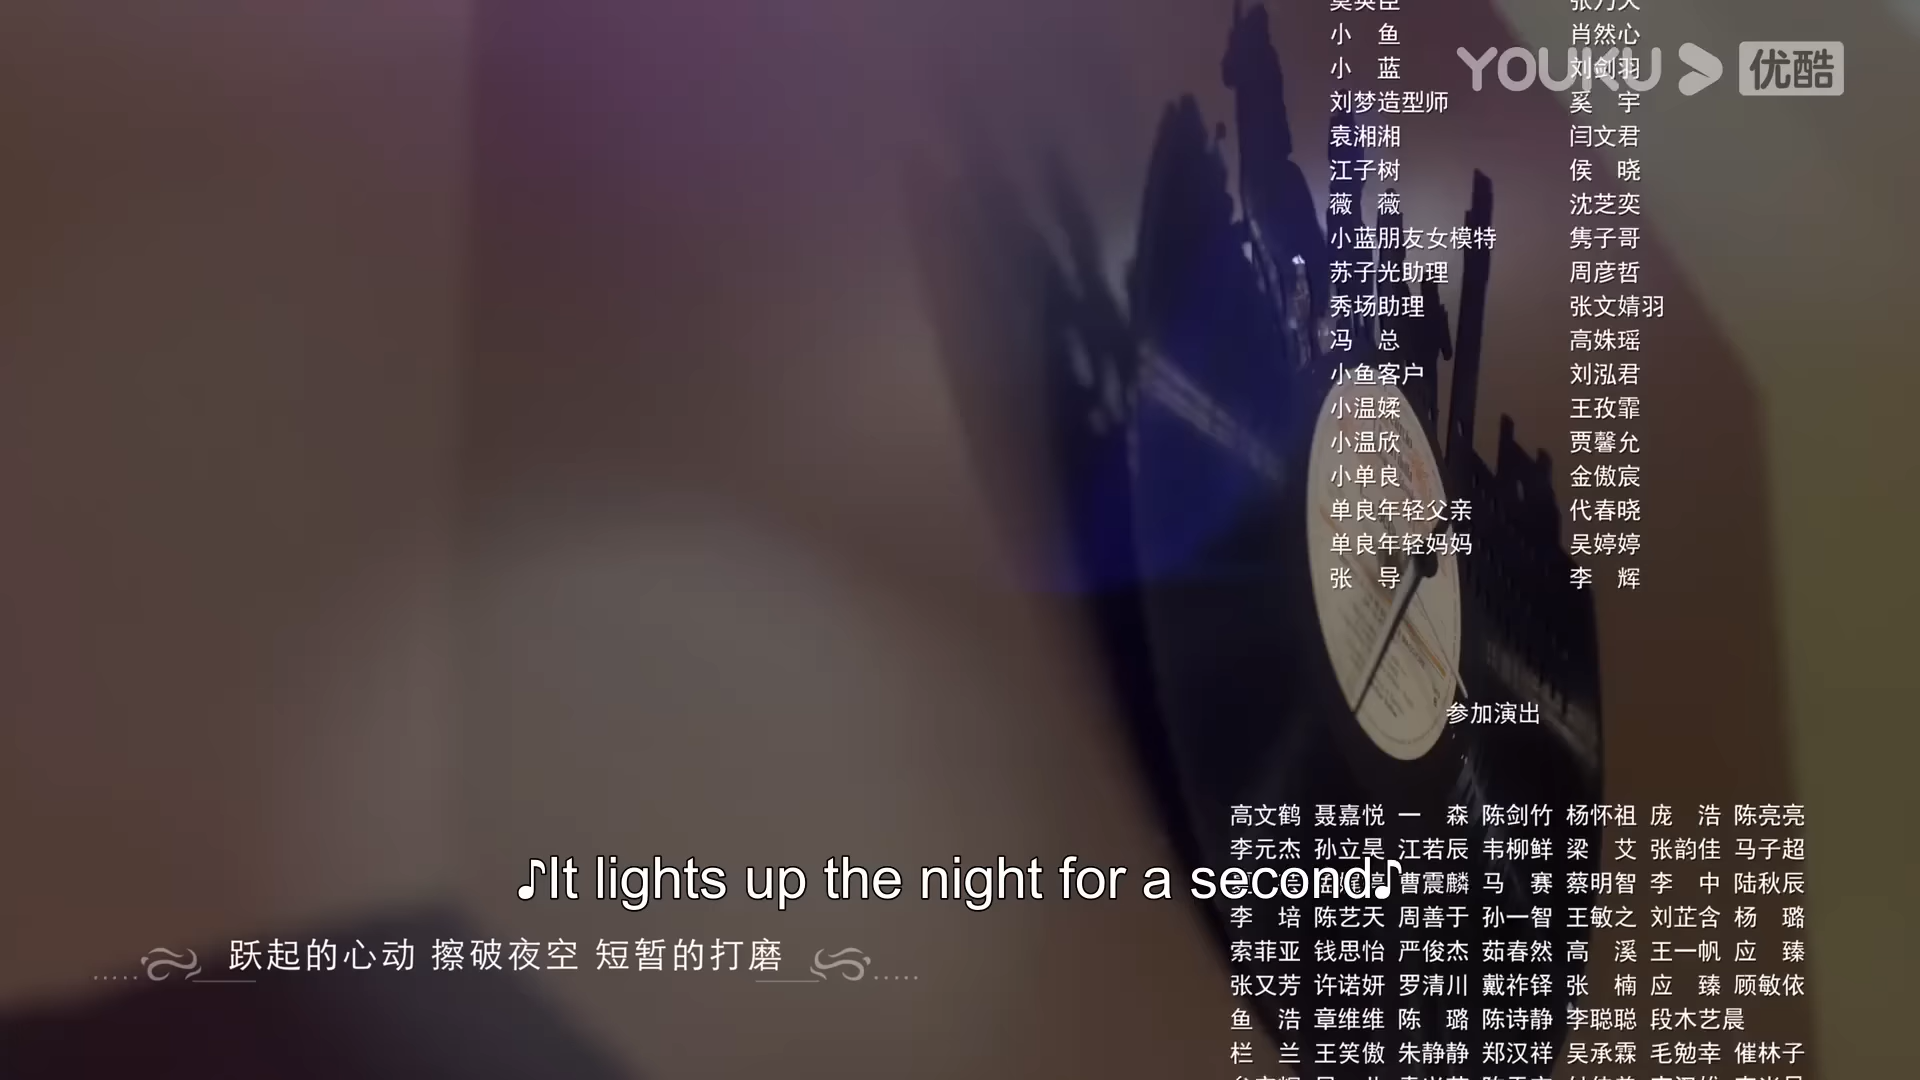 莫英臣 张乃天
小 鱼 肖然心
YOUKU 优酷
小 蓝 刘剑羽
刘梦造型师 奚 宇
袁湘湘 闫文君
江子树 侯 晓
薇 薇 沈芝奕
小蓝朋友女模特 隽子哥
苏子光助理 周彦哲
秀场助理 张文婧羽
冯 总 高姝瑶
小鱼客户 刘泓君
小温媃 王孜霏
小温欣 贾馨允
小单良 金傲宸
单良年轻父亲 代春晓
单良年轻妈妈 吴婷婷
张 导 李 辉
参加演出
高文鹤 聂嘉悦 一 森 陈剑竹 杨怀祖 庞 浩 陈亮亮
李元杰 孙立昊 江若辰 韦柳鲜 梁 艾 张韵佳 马子超
♪It lights up the night for a second♪
曹震麟 马 赛 蔡明智 李 中 陆秋辰
李 培 陈艺天 周善于 孙一智 王敏之 刘芷含 杨 璐
跃起的心动 擦破夜空 短暂的打磨
索菲亚 钱思怡 严俊杰 茹春然 高 溪 王一帆 应 臻
张又芳 许诺妍 罗清川 戴祚铎 张 楠 应 臻 顾敏依
鱼 浩 章维维 陈 璐 陈诗静 李聪聪 段木艺晨
栏 兰 王笑傲 朱静静 郑汉祥 吴承霖 毛勉幸 催林子